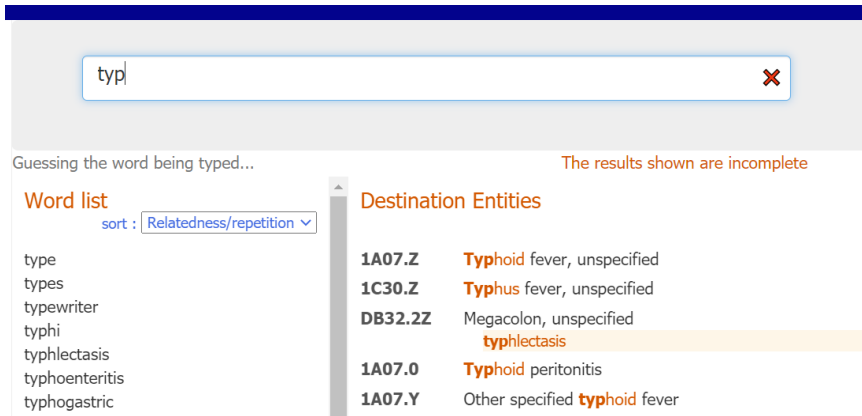 typ
Guessing the word being typed...
The results shown are incomplete
Word list
sort : Relatedness/repetition
type
types
typewriter
typhi
typhlectasis
typhoenteritis
typhogastric
Destination Entities
1A07.Z Typhoid fever, unspecified
1C30.Z Typhus fever, unspecified
DB32.2Z Megacolon, unspecified
typhlectasis
1A07.0 Typhoid peritonitis
1A07.Y Other specified typhoid fever